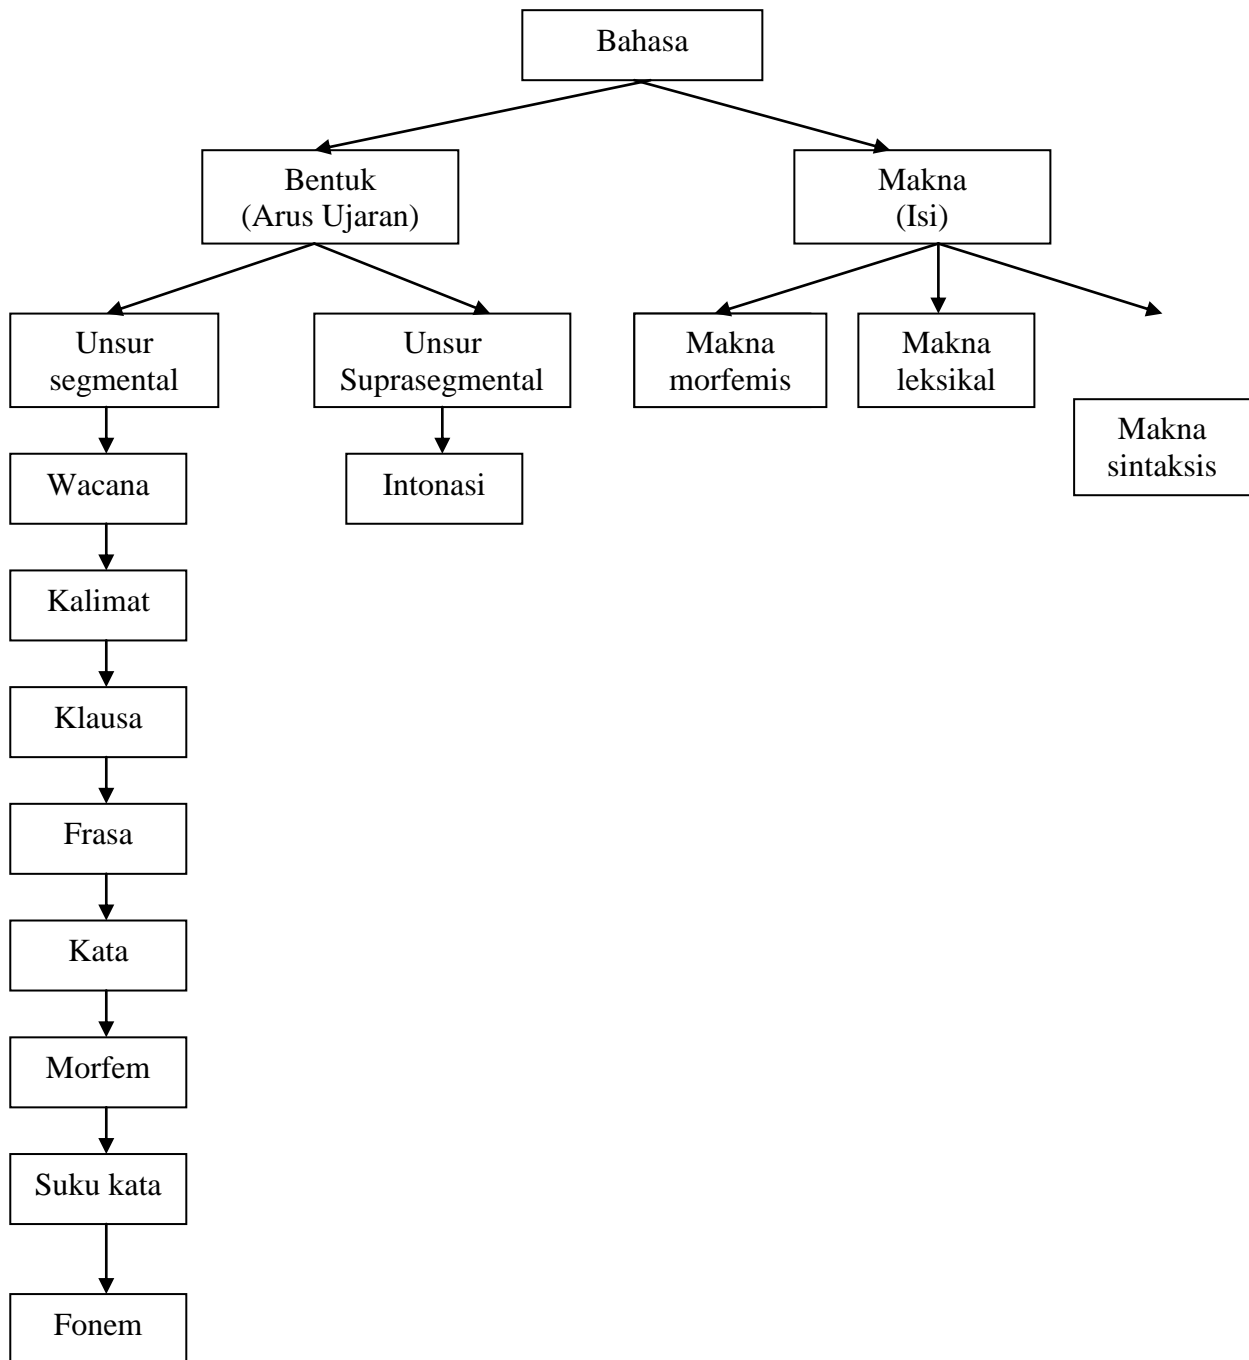 Bahasa
Bentuk
(Arus Ujaran)
Makna
(Isi)
Unsur
segmental
Unsur
Suprasegmental
Makna
morfemis
Makna
leksikal
Makna
sintaksis
Wacana
Intonasi
Kalimat
Klausa
Frasa
Kata
Morfem
Suku kata
Fonem